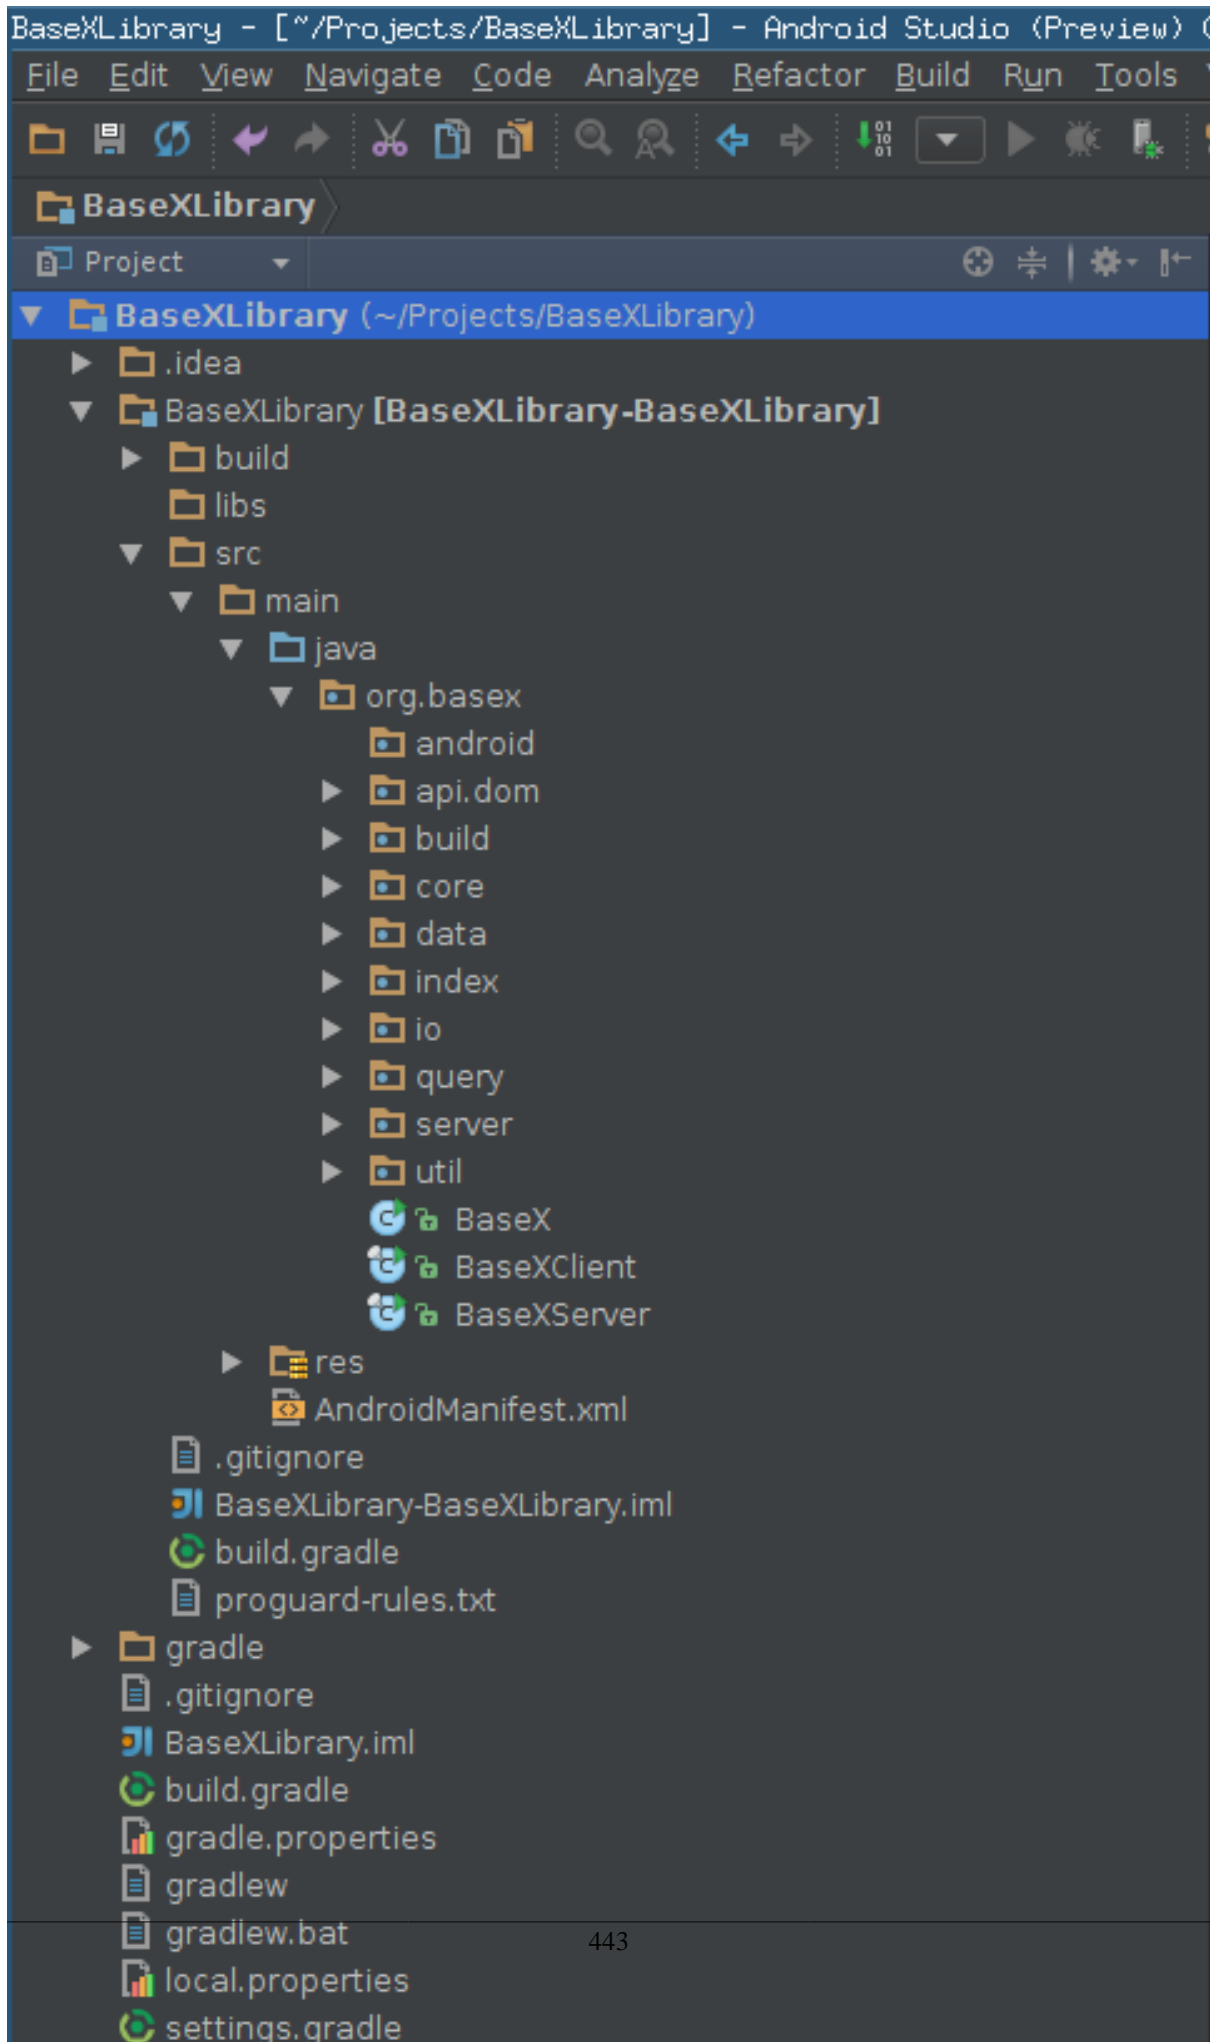 BaseXLibrary - [~/Projects/BaseXLibrary] - Android Studio (Preview) (
File Edit View Navigate Code Analyze Refactor Build Run Tools
BaseXLibrary
Project
BaseXLibrary (~/Projects/BaseXLibrary)
.idea
BaseXLibrary [BaseXLibrary-BaseXLibrary]
build
libs
src
main
java
org.basex
android
api.dom
build
core
data
index
io
query
server
util
BaseX
BaseXClient
BaseXServer
res
AndroidManifest.xml
.gitignore
BaseXLibrary-BaseXLibrary.iml
build.gradle
proguard-rules.txt
gradle
.gitignore
BaseXLibrary.iml
build.gradle
gradle.properties
gradlew
gradlew.bat
443
local.properties
settings.gradle